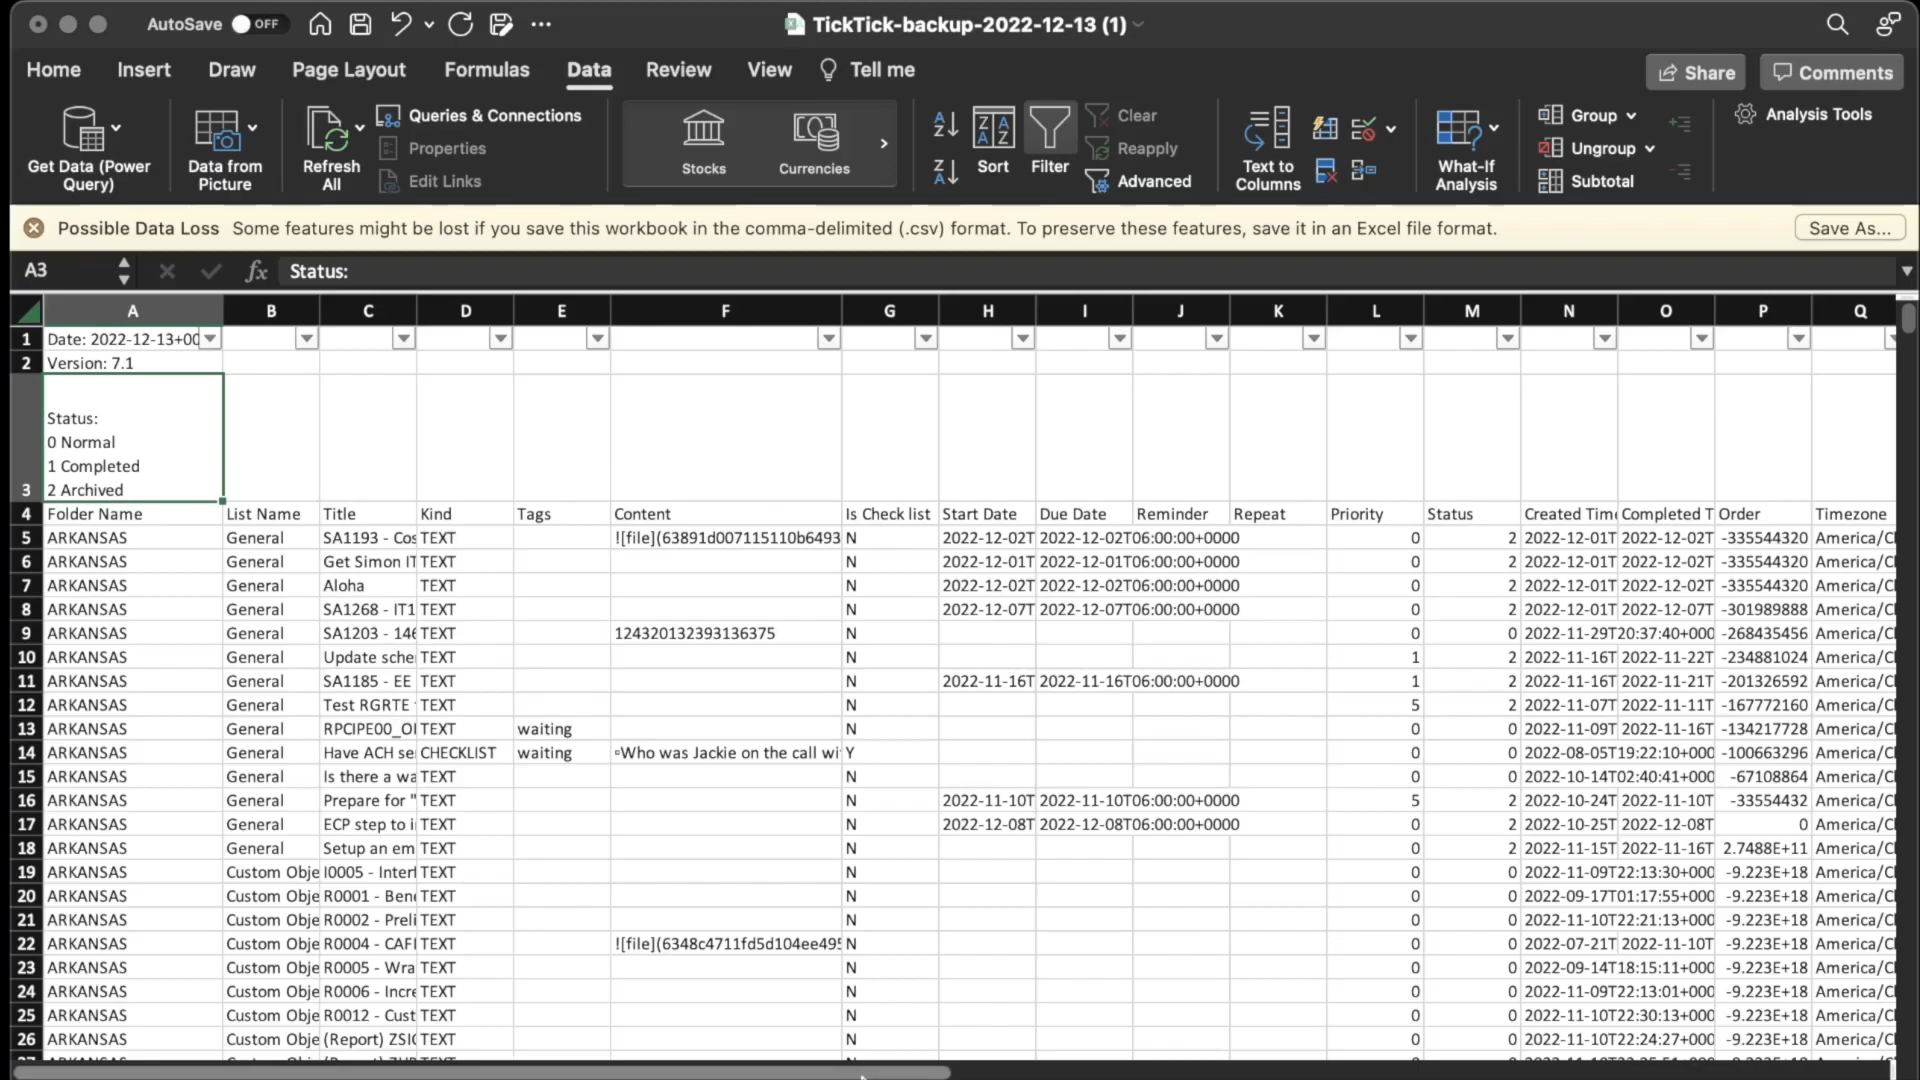 AutoSave OFF
TickTick-backup-2022-12-13 (1)
Home Insert Draw Page Layout Formulas Data Review View Tell me Share Comments
Get Data (Power Query)
Data from Picture
Refresh All
Queries & Connections
Properties
Edit Links
Stocks
Currencies
Sort
Filter
Clear
Reapply
Advanced
Text to Columns
What-If Analysis
Group
Ungroup
Subtotal
Analysis Tools
Possible Data Loss Some features might be lost if you save this workbook in the comma-delimited (.csv) format. To preserve these features, save it in an Excel file format. Save As...
A3 fx Status:
A B C D E F G H I J K L M N O P Q
1 Date: 2022-12-13+00
2 Version: 7.1
Status:
0 Normal
1 Completed
3 2 Archived
4 Folder Name List Name Title Kind Tags Content Is Check list Start Date Due Date Reminder Repeat Priority Status Created Time Completed T Order Timezone
5 ARKANSAS General SA1193 - Cos TEXT ![file](63891d007115110b6493 N 2022-12-02T 2022-12-02T06:00:00+0000 0 2 2022-12-01T 2022-12-02T -335544320 America/Cl
6 ARKANSAS General Get Simon IT TEXT N 2022-12-01T 2022-12-01T06:00:00+0000 0 2 2022-12-01T 2022-12-02T -335544320 America/Cl
7 ARKANSAS General Aloha TEXT N 2022-12-02T 2022-12-02T06:00:00+0000 0 2 2022-12-01T 2022-12-02T -335544320 America/Cl
8 ARKANSAS General SA1268 - IT1 TEXT N 2022-12-07T 2022-12-07T06:00:00+0000 0 2 2022-12-01T 2022-12-07T -301989888 America/Cl
9 ARKANSAS General SA1203 - 146 TEXT 124320132393136375 N 0 0 2022-11-29T20:37:40+000 -268435456 America/Cl
10 ARKANSAS General Update sche TEXT N 1 2 2022-11-16T 2022-11-22T -234881024 America/Cl
11 ARKANSAS General SA1185 - EE TEXT N 2022-11-16T 2022-11-16T06:00:00+0000 1 2 2022-11-16T 2022-11-21T -201326592 America/Cl
12 ARKANSAS General Test RGRTE TEXT N 5 2 2022-11-07T 2022-11-11T -167772160 America/Cl
13 ARKANSAS General RPCIPE00_Ol TEXT waiting N 0 0 2022-11-09T 2022-11-16T -134217728 America/Cl
14 ARKANSAS General Have ACH se CHECKLIST waiting ▫Who was Jackie on the call wi Y 0 0 2022-08-05T19:22:10+000 -100663296 America/Cl
15 ARKANSAS General Is there a wa TEXT N 0 0 2022-10-14T02:40:41+000 -67108864 America/Cl
16 ARKANSAS General Prepare for " TEXT N 2022-11-10T 2022-11-10T06:00:00+0000 5 2 2022-10-24T 2022-11-10T -33554432 America/Cl
17 ARKANSAS General ECP step to i TEXT N 2022-12-08T 2022-12-08T06:00:00+0000 0 2 2022-10-25T 2022-12-08T 0 America/Cl
18 ARKANSAS General Setup an em TEXT N 0 2 2022-11-15T 2022-11-16T 2.7488E+11 America/Cl
19 ARKANSAS Custom Obje I0005 - Interf TEXT N 0 0 2022-11-09T22:13:30+000 -9.223E+18 America/Cl
20 ARKANSAS Custom Obje R0001 - Bene TEXT N 0 0 2022-09-17T01:17:55+000 -9.223E+18 America/Cl
21 ARKANSAS Custom Obje R0002 - Preli TEXT N 0 0 2022-11-10T22:21:13+000 -9.223E+18 America/Cl
22 ARKANSAS Custom Obje R0004 - CAFI TEXT ![file](6348c4711fd5d104ee495 N 0 0 2022-07-21T 2022-11-10T -9.223E+18 America/Cl
23 ARKANSAS Custom Obje R0005 - Wra TEXT N 0 0 2022-09-14T18:15:11+000 -9.223E+18 America/Cl
24 ARKANSAS Custom Obje R0006 - Incre TEXT N 0 0 2022-11-09T22:13:01+000 -9.223E+18 America/Cl
25 ARKANSAS Custom Obje R0012 - Cust TEXT N 0 0 2022-11-10T22:30:13+000 -9.223E+18 America/Cl
26 ARKANSAS Custom Obje (Report) ZSI TEXT N 0 0 2022-11-10T22:24:27+000 -9.223E+18 America/Cl